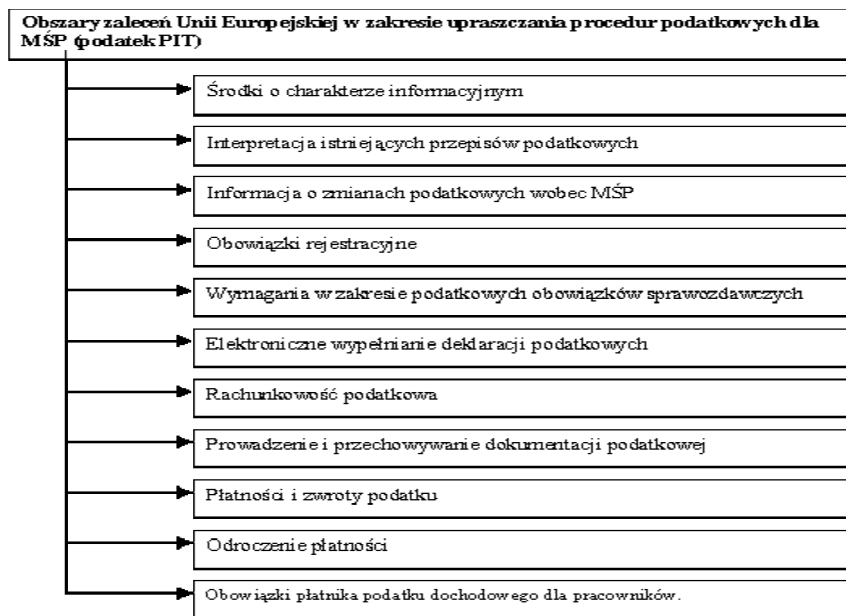 Obszary zaleceń Unii Europejskiej w zakresie upraszczania procedur podatkowych dla
MŚP (podatek PIT)
Środki o charakterze informacyjnym
Interpretacja istniejących przepisów podatkowych
Informacja o zmianach podatkowych wobec MŚP
Obowiązki rejestracyjne
Wymagania w zakresie podatkowych obowiązków sprawozdawczych
Elektroniczne wypełnianie deklaracji podatkowych
Rachunkowość podatkowa
Prowadzenie i przechowywanie dokumentacji podatkowej
Płatności i zwroty podatku
Odroczenie płatności
Obowiązki płatnika podatku dochodowego dla pracowników.